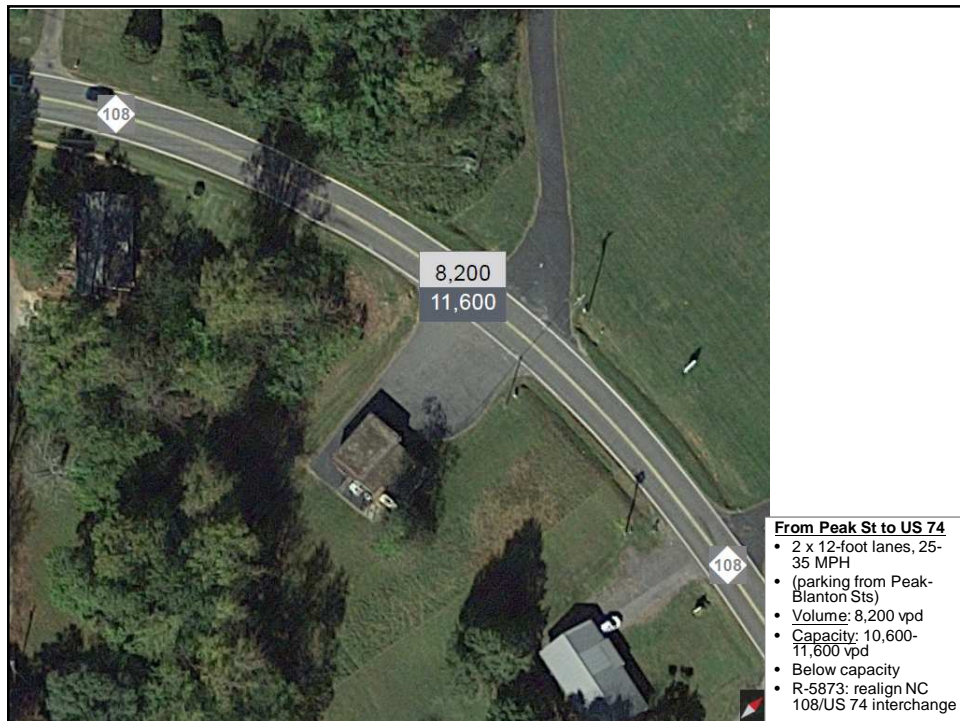 108
8,200
11,600
108
From Peak St to US 74
• 2 x 12-foot lanes, 25-
35 MPH
• (parking from Peak-
Blanton Sts)
• Volume: 8,200 vpd
• Capacity: 10,600-
11,600 vpd
• Below capacity
• R-5873: realign NC
108/US 74 interchange